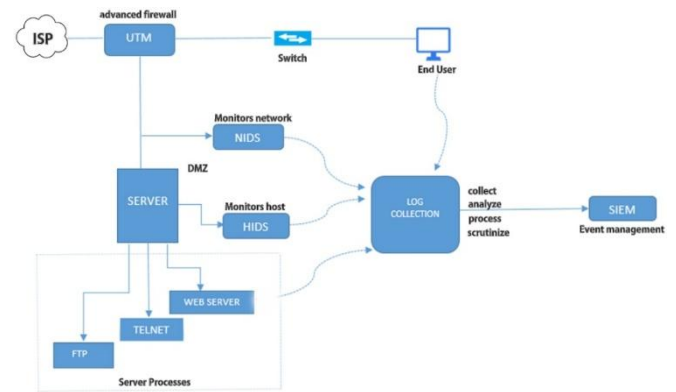 advanced firewall
ISP
UTM
Switch
End User
Monitors network
NIDS
DMZ
SERVER
Monitors host
HIDS
LOG
COLLECTION
collect
analyze
process
scrutinize
SIEM
Event management
WEB SERVER
TELNET
FTP
Server Processes